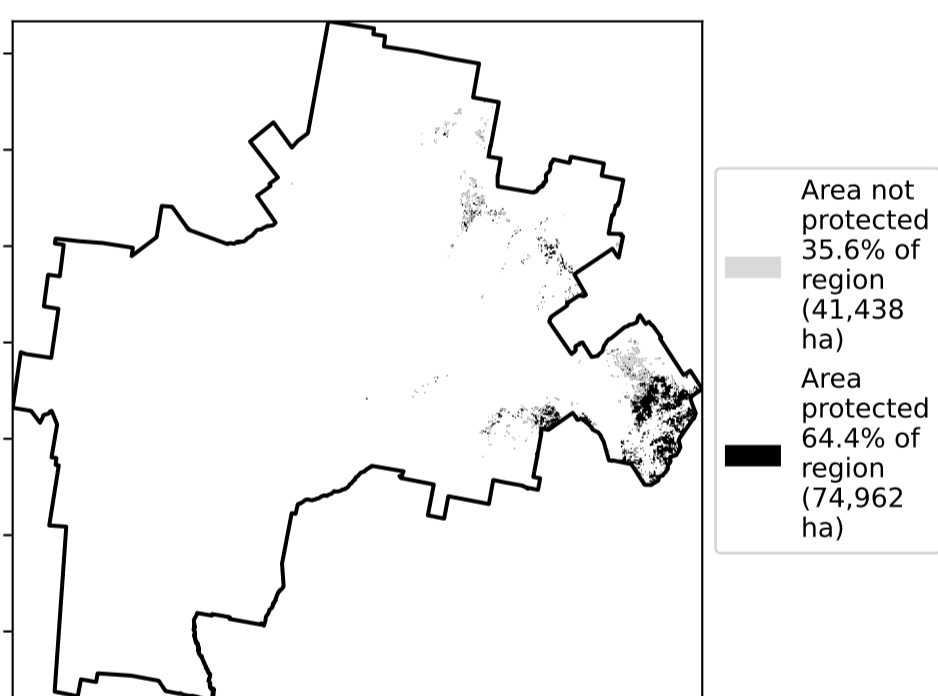 Area not
protected
35.6% of
region
(41,438
ha)
Area
protected
64.4% of
region
(74,962
ha)